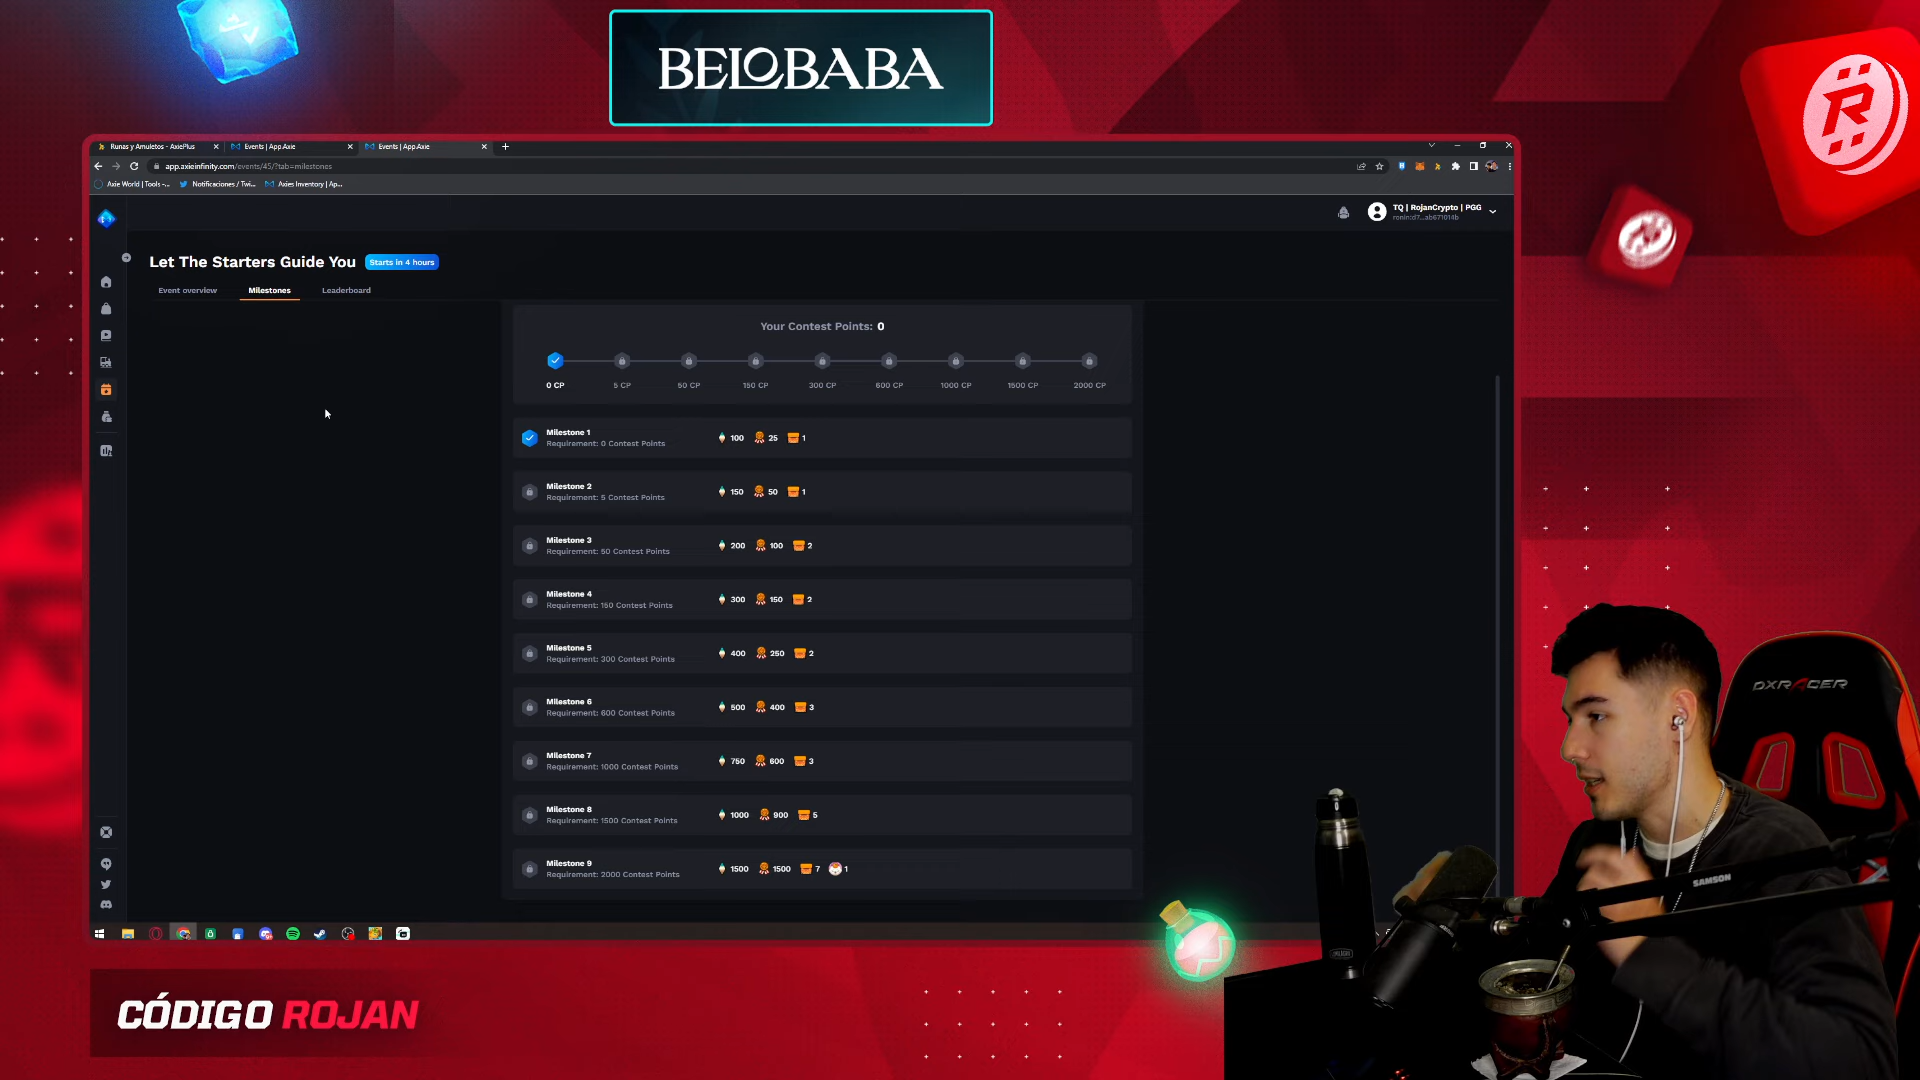 BELOBABA
Runas y Amuletos - AxiePlus
Events | App.Axie
Events | App.Axie
app.axieinfinity.com/events/45/?tab=milestones
Axie World | Tools -...
Notificaciones / Twi...
Axies Inventory | Ap...
TQ | RojanCrypto | PGG
ronin:d7...ab671014b
Let The Starters Guide You
Starts in 4 hours
Event overview
Milestones
Leaderboard
Your Contest Points: 0
0 CP
5 CP
50 CP
150 CP
300 CP
600 CP
1000 CP
1500 CP
2000 CP
Milestone 1
Requirement: 0 Contest Points
100 25 1
Milestone 2
Requirement: 5 Contest Points
150 50 1
Milestone 3
Requirement: 50 Contest Points
200 100 2
Milestone 4
Requirement: 150 Contest Points
300 150 2
Milestone 5
Requirement: 300 Contest Points
400 250 2
Milestone 6
Requirement: 600 Contest Points
500 400 3
Milestone 7
Requirement: 1000 Contest Points
750 600 3
Milestone 8
Requirement: 1500 Contest Points
1000 900 5
Milestone 9
Requirement: 2000 Contest Points
1500 1500 7 1
R
DXRACER
SAMSON
CÓDIGO ROJAN